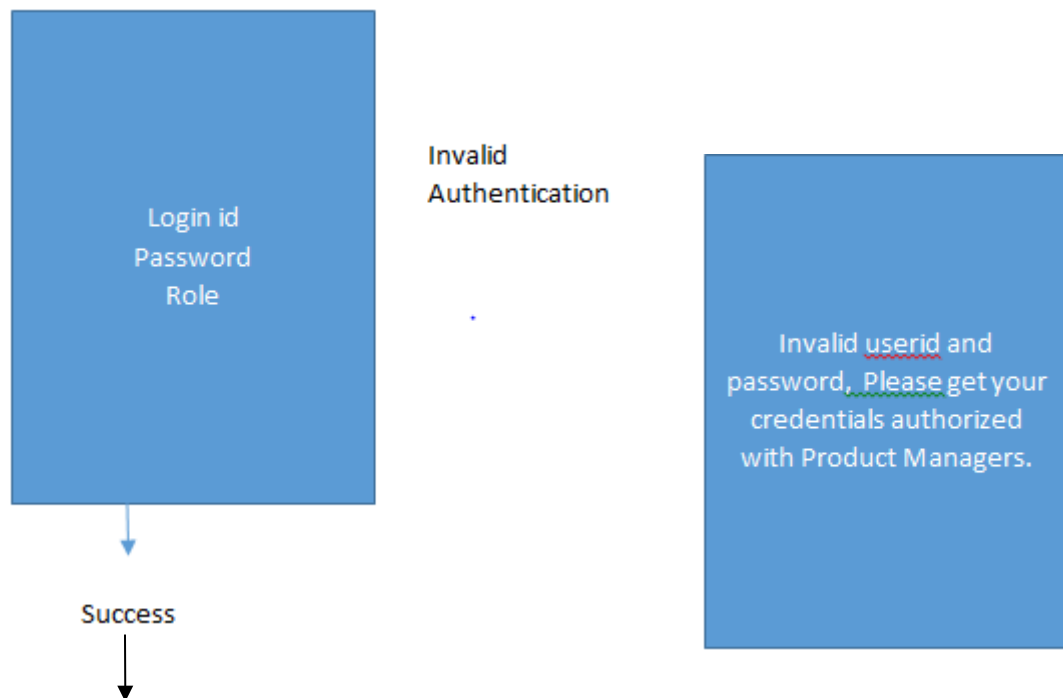 Login id
Password
Role
Invalid
Authentication
Invalid userid and
password,  Please get your
credentials authorized
with Product Managers.
Success